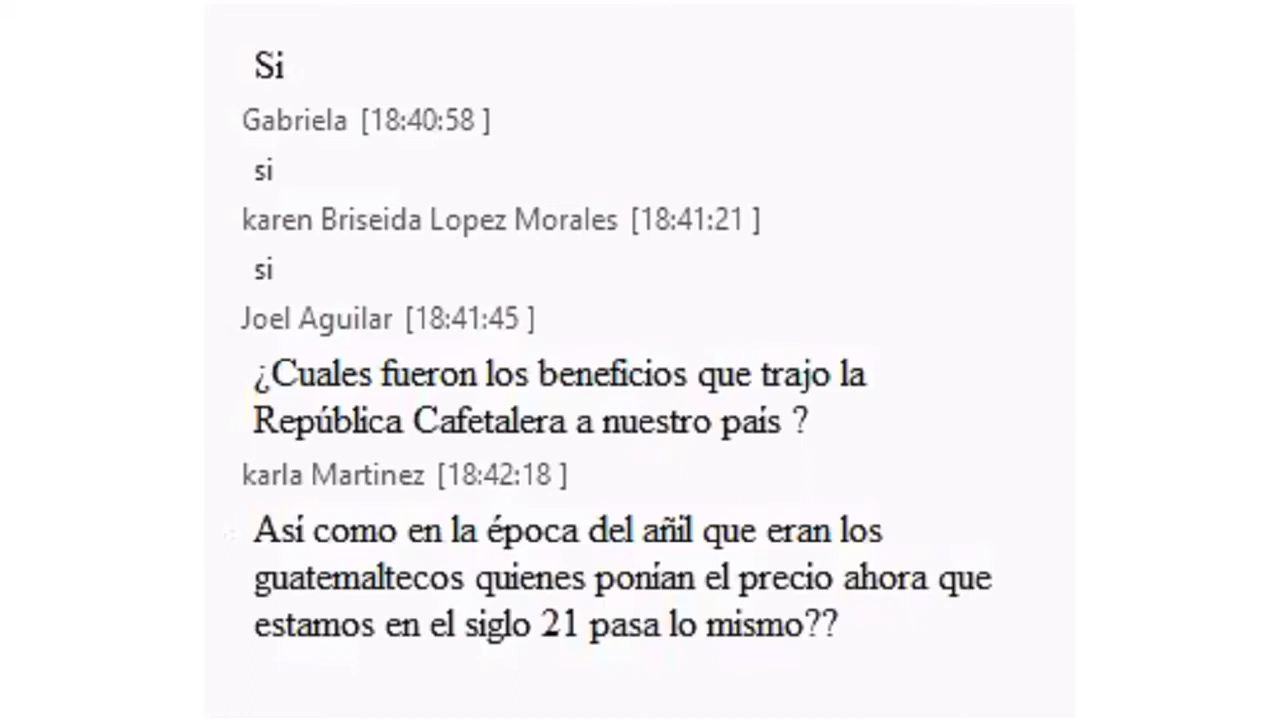 Si
Gabriela [18:40:58 ]
si
karen Briseida Lopez Morales [18:41:21 ]
si
Joel Aguilar [18:41:45 ]
¿Cuales fueron los beneficios que trajo la
República Cafetalera a nuestro país ?
karla Martinez [18:42:18 ]
Así como en la época del añil que eran los
guatemaltecos quienes ponían el precio ahora que
estamos en el siglo 21 pasa lo mismo??